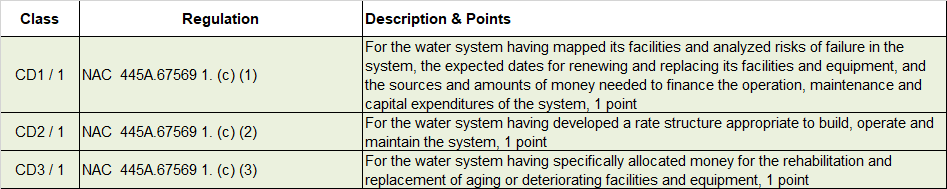 Class Regulation Description & Points
For the water system having mapped its facilities and analyzed risks of failure in the
system, the expected dates for renewing and replacing its facilities and equipment, and
CD1 / 1 NAC 445A.67569 1. (c) (1)
the sources and amounts of money needed to finance the operation, maintenance and
capital expenditures of the system, 1 point
CD2 / 1 NAC 445A.67569 1. (c) (2)
For the water system having developed a rate structure appropriate to build, operate and
maintain the system, 1 point
CD3 / 1 NAC 445A.67569 1. (c) (3)
For the water system having specifically allocated money for the rehabilitation and
replacement of aging or deteriorating facilities and equipment, 1 point